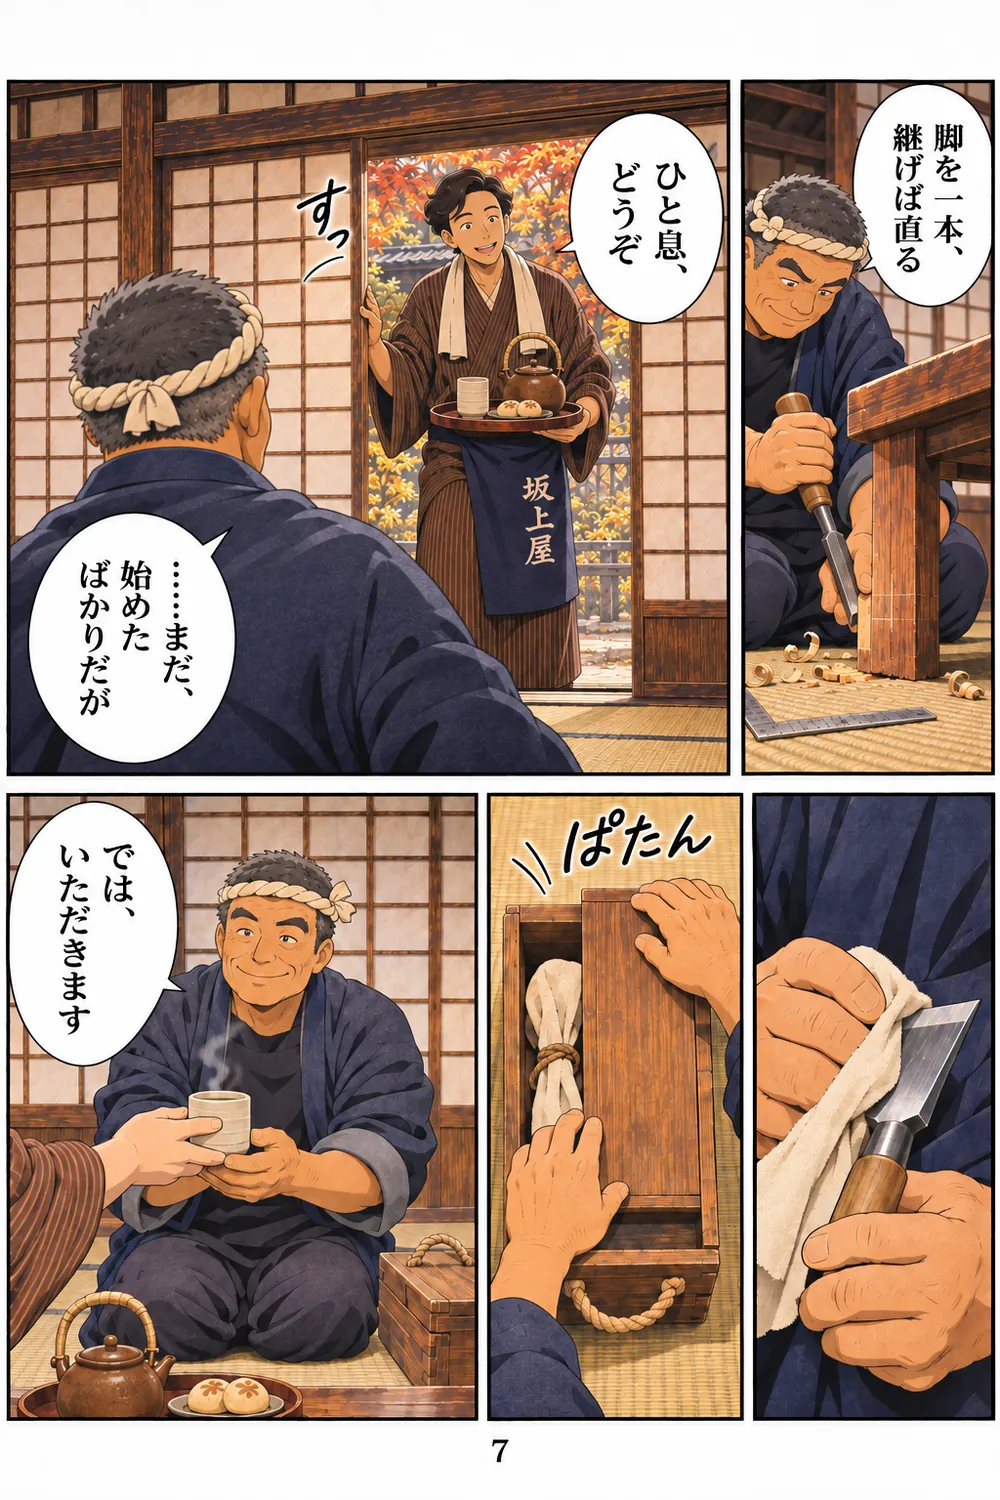 脚を一本、
継げば直る
すっ
ひと息、
どうぞ
坂上屋
……まだ、
始めた
ばかりだが
ぱたん
では、
いただきます
7